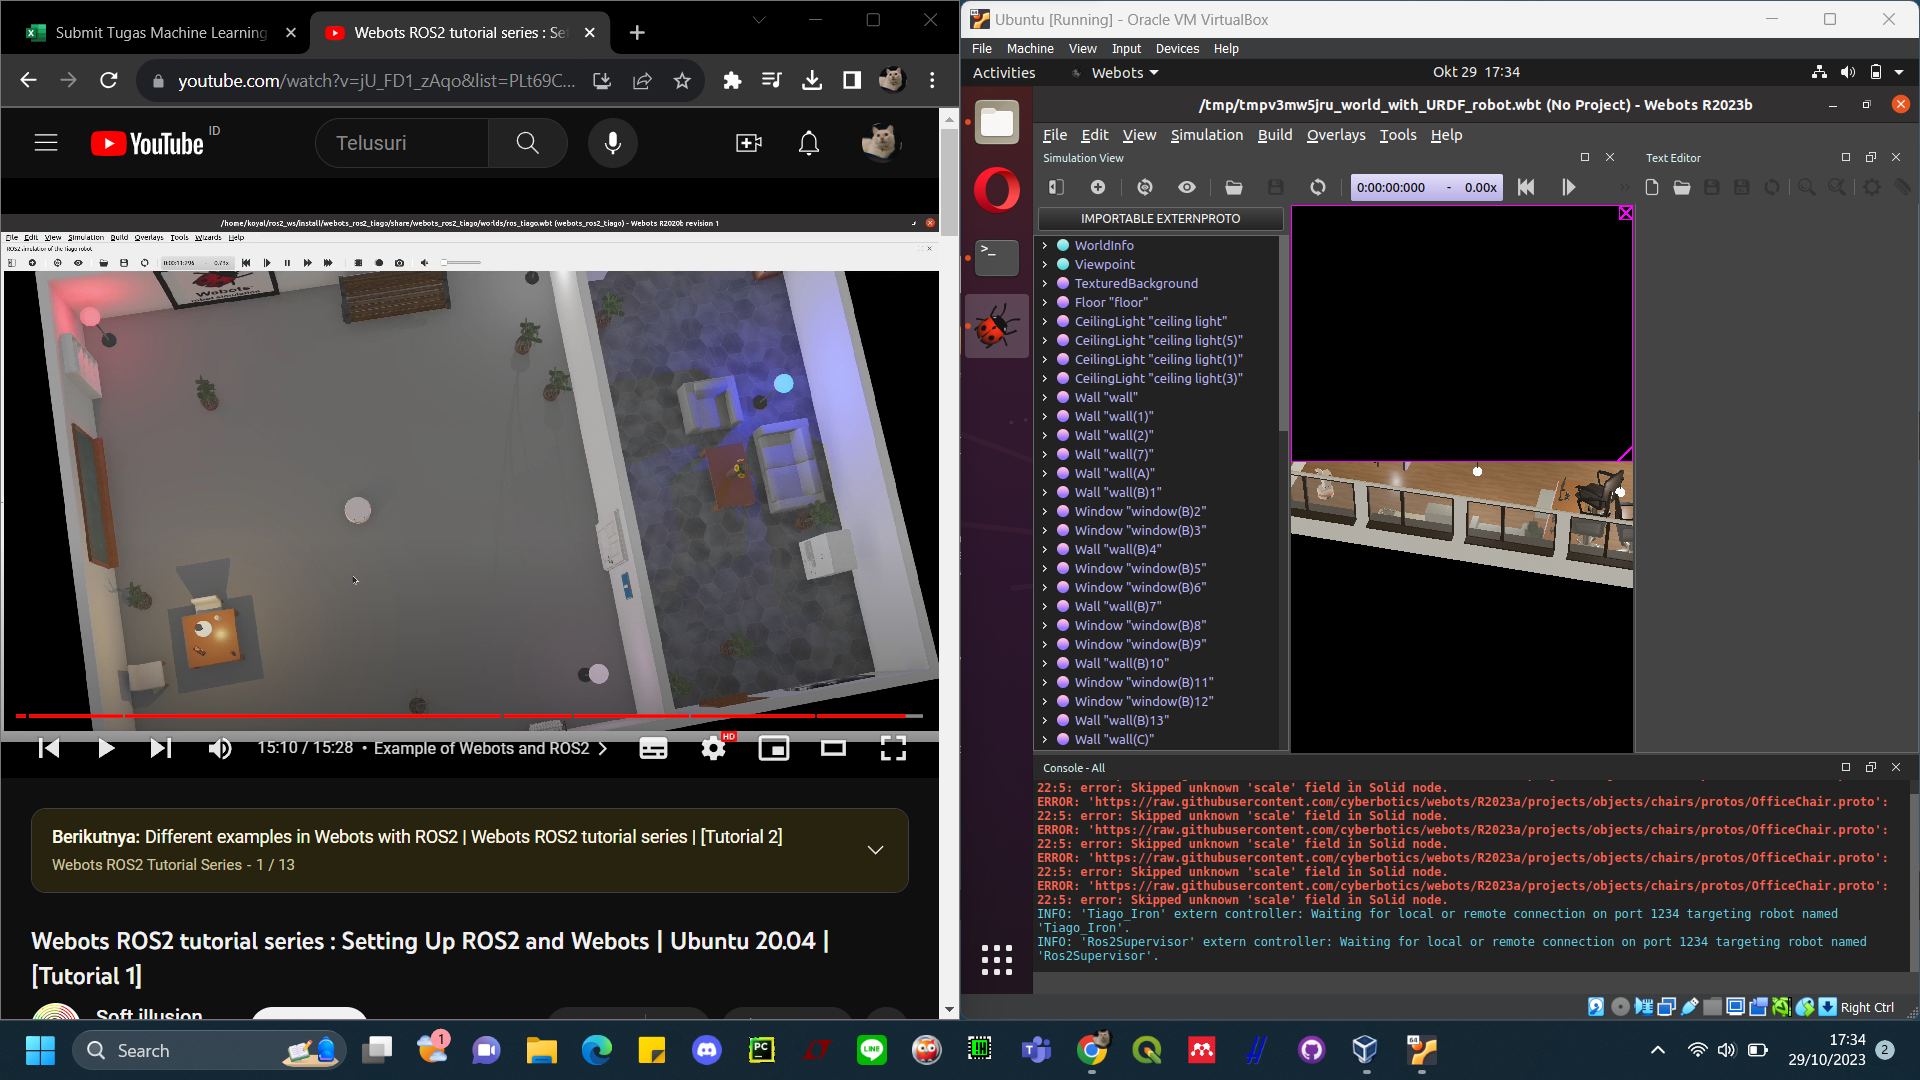 Submit Tugas Machine Learning
Webots ROS2 tutorial series : Se
youtube.com/watch?v=jU_FD1_zAqo&list=PLt69C...
YouTube ID
Telusuri
/home/koyal/ros2_ws/install/webots_ros2_tiago/share/webots_ros2_tiago/worlds/ros_tiago.wbt (webots_ros2_tiago) - Webots R2020b revision 1
File Edit View Simulation Build Overlays Tools Wizards Help
ROS2 simulation of the Tiago robot
Webots
robot simulation
15:10 / 15:28 • Example of Webots and ROS2
HD
Berikutnya: Different examples in Webots with ROS2 | Webots ROS2 tutorial series | [Tutorial 2]
Webots ROS2 Tutorial Series - 1 / 13
Webots ROS2 tutorial series : Setting Up ROS2 and Webots | Ubuntu 20.04 |
[Tutorial 1]
Soft illusion
Ubuntu [Running] - Oracle VM VirtualBox
File Machine View Input Devices Help
Activities Webots Okt 29 17:34
/tmp/tmpv3mw5jru_world_with_URDF_robot.wbt (No Project) - Webots R2023b
File Edit View Simulation Build Overlays Tools Help
Simulation View
Text Editor
0:00:00:000 - 0.00x
IMPORTABLE EXTERNPROTO
WorldInfo
Viewpoint
TexturedBackground
Floor "floor"
CeilingLight "ceiling light"
CeilingLight "ceiling light(5)"
CeilingLight "ceiling light(1)"
CeilingLight "ceiling light(3)"
Wall "wall"
Wall "wall(1)"
Wall "wall(2)"
Wall "wall(7)"
Wall "wall(A)"
Wall "wall(B)1"
Window "window(B)2"
Window "window(B)3"
Wall "wall(B)4"
Window "window(B)5"
Window "window(B)6"
Wall "wall(B)7"
Window "window(B)8"
Window "window(B)9"
Wall "wall(B)10"
Window "window(B)11"
Window "window(B)12"
Wall "wall(B)13"
Wall "wall(C)"
Console - All
22:5: error: Skipped unknown 'scale' field in Solid node.
ERROR: 'https://raw.githubusercontent.com/cyberbotics/webots/R2023a/projects/objects/chairs/protos/OfficeChair.proto':
22:5: error: Skipped unknown 'scale' field in Solid node.
ERROR: 'https://raw.githubusercontent.com/cyberbotics/webots/R2023a/projects/objects/chairs/protos/OfficeChair.proto':
22:5: error: Skipped unknown 'scale' field in Solid node.
ERROR: 'https://raw.githubusercontent.com/cyberbotics/webots/R2023a/projects/objects/chairs/protos/OfficeChair.proto':
22:5: error: Skipped unknown 'scale' field in Solid node.
ERROR: 'https://raw.githubusercontent.com/cyberbotics/webots/R2023a/projects/objects/chairs/protos/OfficeChair.proto':
22:5: error: Skipped unknown 'scale' field in Solid node.
INFO: 'Tiago_Iron' extern controller: Waiting for local or remote connection on port 1234 targeting robot named
'Tiago_Iron'.
INFO: 'Ros2Supervisor' extern controller: Waiting for local or remote connection on port 1234 targeting robot named
'Ros2Supervisor'.
Right Ctrl
Search
1
PC
LINE
17:34
29/10/2023
2